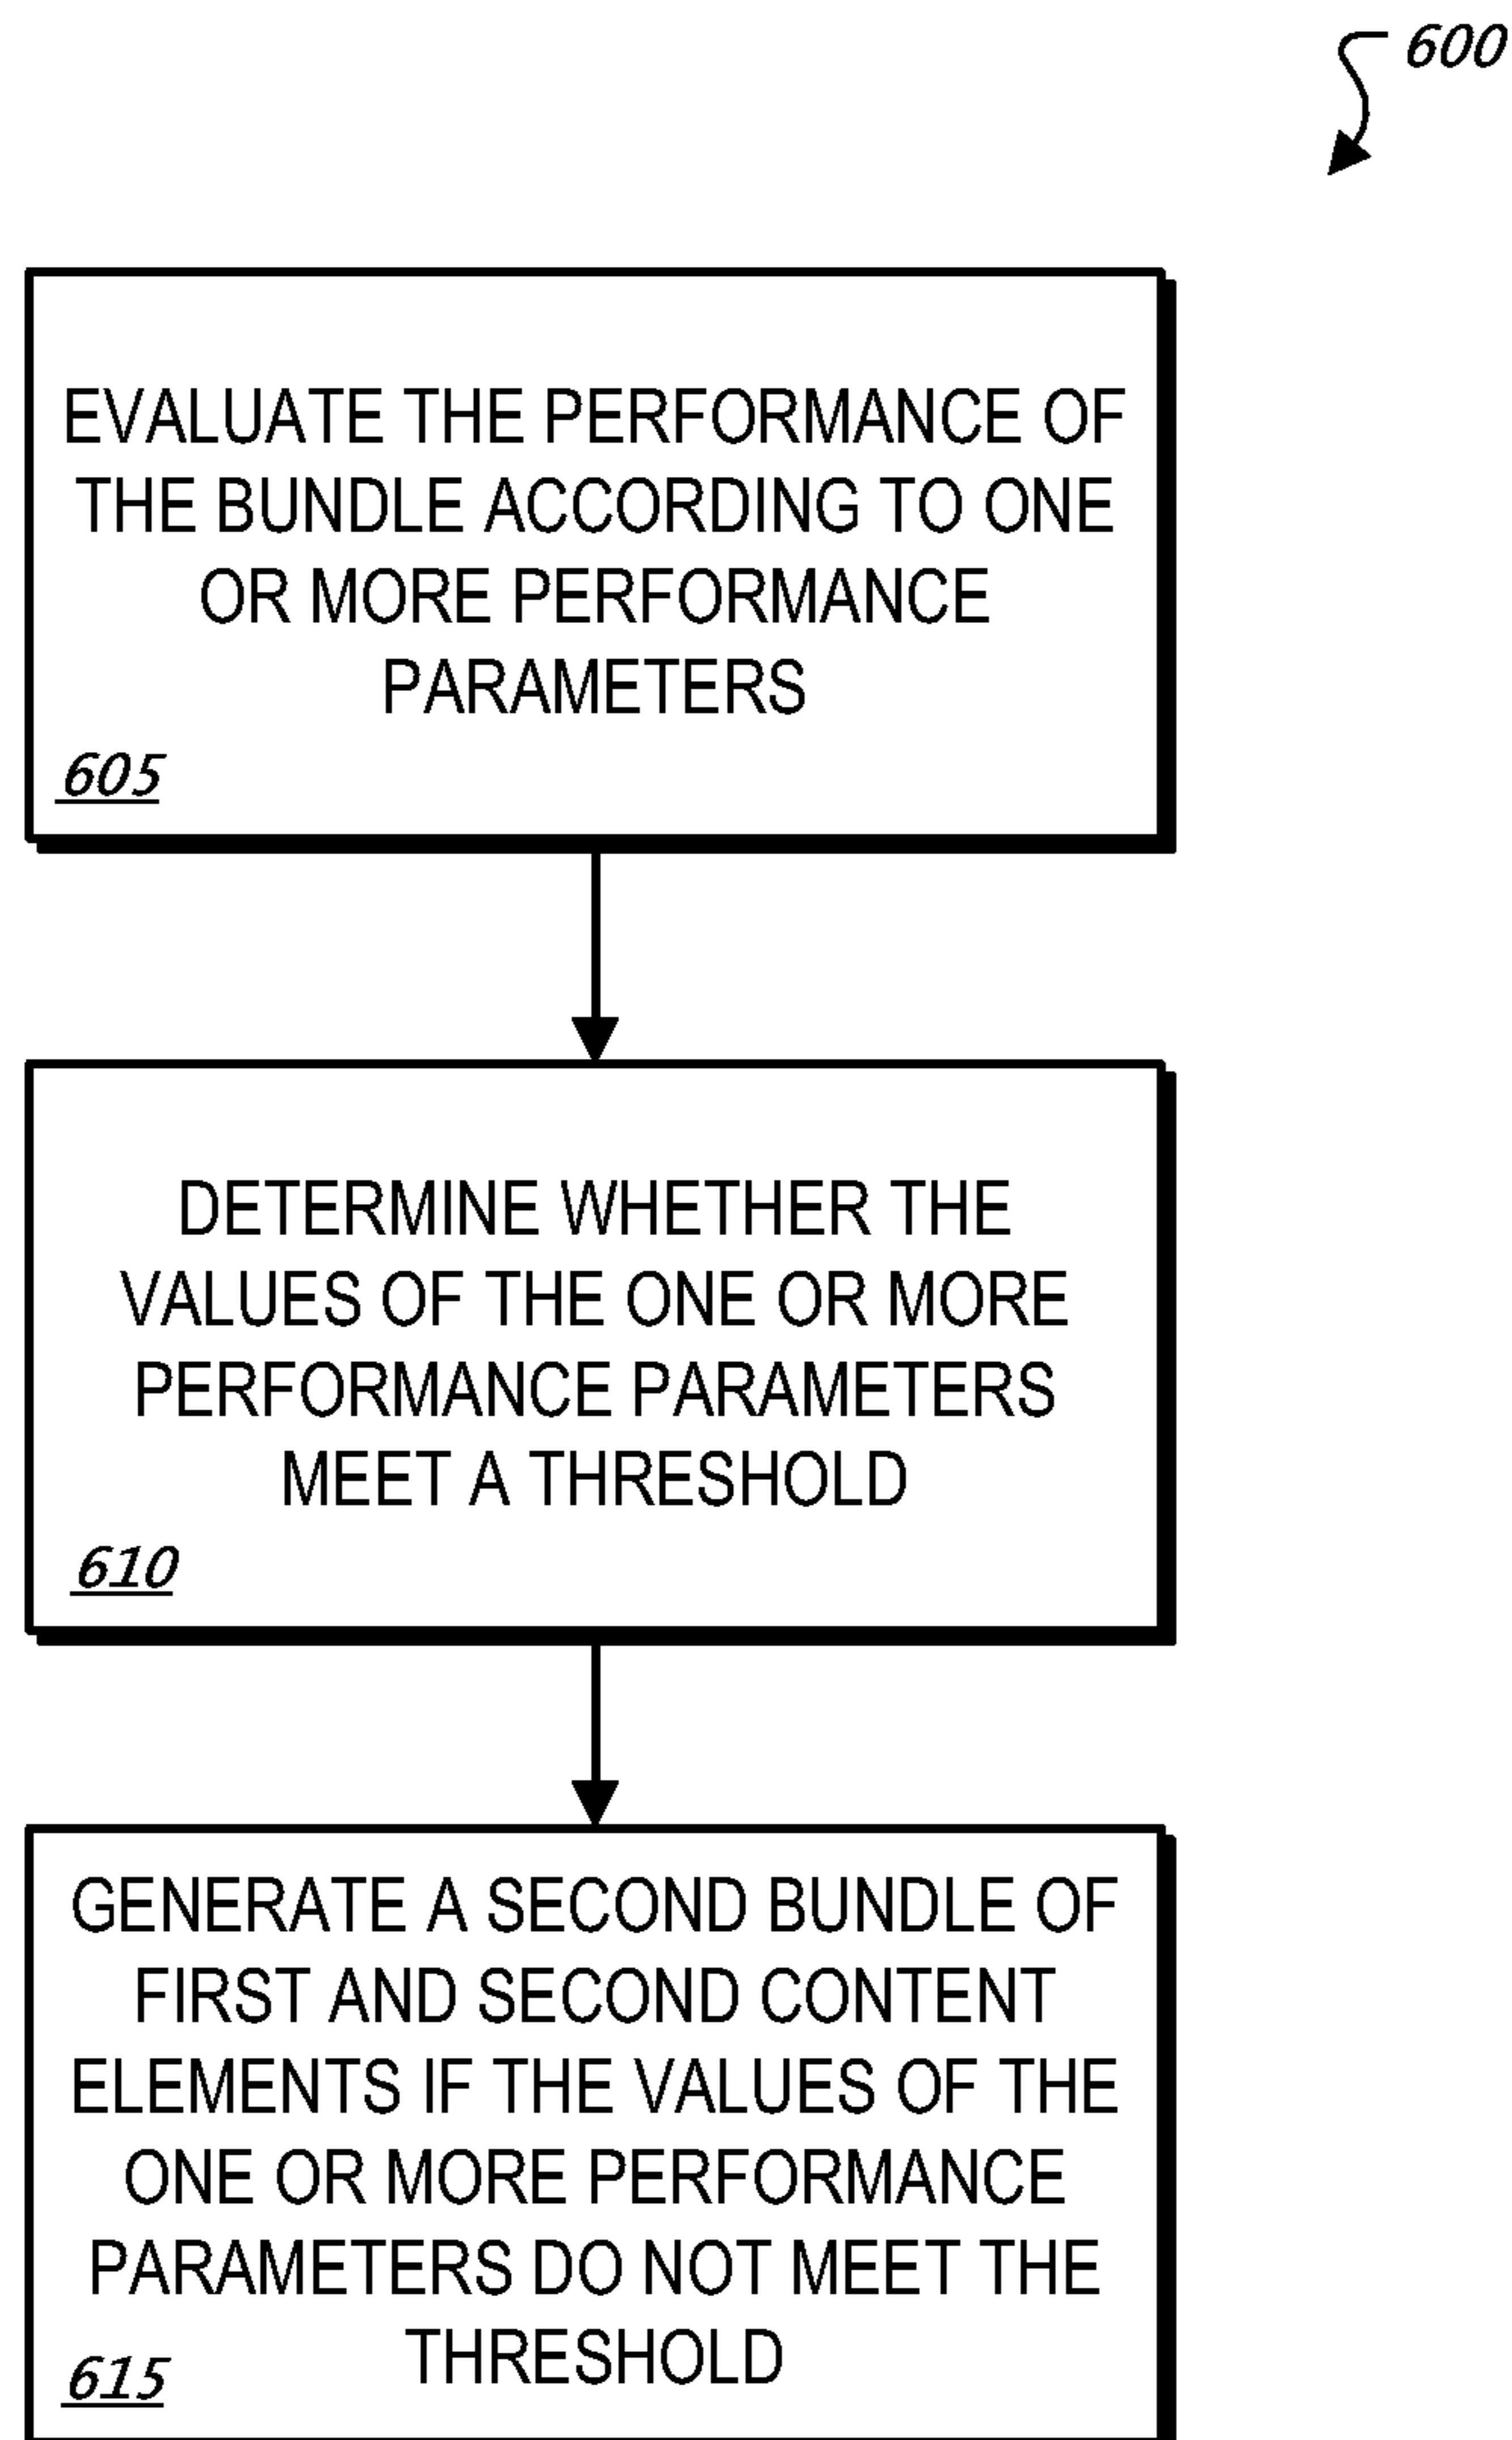 600
EVALUATE THE PERFORMANCE OF
THE BUNDLE ACCORDING TO ONE
OR MORE PERFORMANCE
PARAMETERS
605
DETERMINE WHETHER THE
VALUES OF THE ONE OR MORE
PERFORMANCE PARAMETERS
MEET A THRESHOLD
610
GENERATE A SECOND BUNDLE OF
FIRST AND SECOND CONTENT
ELEMENTS IF THE VALUES OF THE
ONE OR MORE PERFORMANCE
PARAMETERS DO NOT MEET THE
THRESHOLD
615